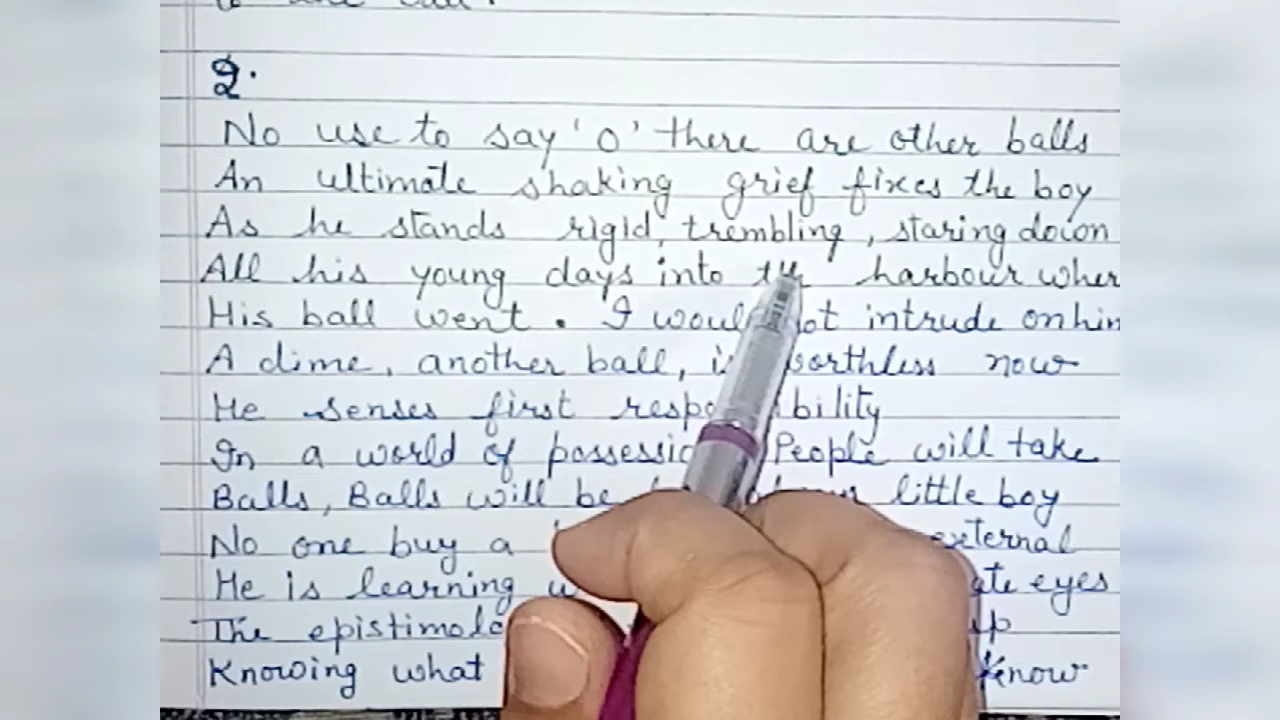 2.
No use to say 'O' there are other balls
An ultimate shaking grief fixes the boy
As he stands rigid, trembling, staring down
All his young days into the harbour wher
His ball went. I would not intrude on him
A dime, another ball, is worthless now
He senses first responsibility
In a world of possessions People will take
Balls, Balls will be little boy
No one buy a external
He is learning eyes
The
Knowing what know